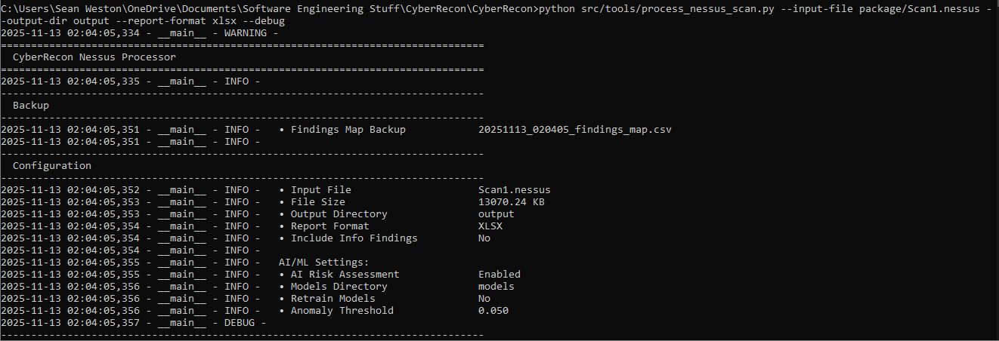 C:\Users\Sean Weston\OneDrive\Documents\Software Engineering Stuff\CyberRecon\CyberRecon>python src/tools/process_nessus_scan.py --input-file package/Scan1.nessus -
-output-dir output --report-format xlsx --debug
2025-11-13 02:04:05,334 - __main__ - WARNING -
================================================================================
  CyberRecon Nessus Processor
================================================================================
2025-11-13 02:04:05,335 - __main__ - INFO -
--------------------------------------------------------------------------------
  Backup
--------------------------------------------------------------------------------
2025-11-13 02:04:05,351 - __main__ - INFO -   • Findings Map Backup            20251113_020405_findings_map.csv
2025-11-13 02:04:05,351 - __main__ - INFO -
--------------------------------------------------------------------------------
  Configuration
--------------------------------------------------------------------------------
2025-11-13 02:04:05,352 - __main__ - INFO -   • Input File                     Scan1.nessus
2025-11-13 02:04:05,353 - __main__ - INFO -   • File Size                      13070.24 KB
2025-11-13 02:04:05,353 - __main__ - INFO -   • Output Directory               output
2025-11-13 02:04:05,354 - __main__ - INFO -   • Report Format                  XLSX
2025-11-13 02:04:05,354 - __main__ - INFO -   • Include Info Findings          No
2025-11-13 02:04:05,354 - __main__ - INFO -
2025-11-13 02:04:05,355 - __main__ - INFO -   AI/ML Settings:
2025-11-13 02:04:05,355 - __main__ - INFO -   • AI Risk Assessment             Enabled
2025-11-13 02:04:05,356 - __main__ - INFO -   • Models Directory               models
2025-11-13 02:04:05,356 - __main__ - INFO -   • Retrain Models                 No
2025-11-13 02:04:05,356 - __main__ - INFO -   • Anomaly Threshold              0.050
2025-11-13 02:04:05,357 - __main__ - DEBUG -
--------------------------------------------------------------------------------